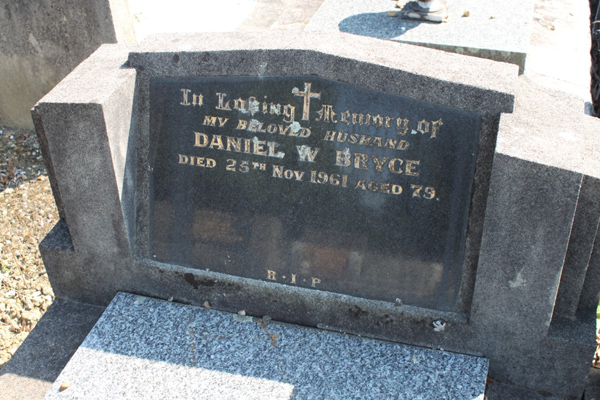 In Loving Memory of
MY BELOVED HUSBAND
DANIEL W BRYCE
DIED 25TH NOV 1961 AGED 79.
R·I·P